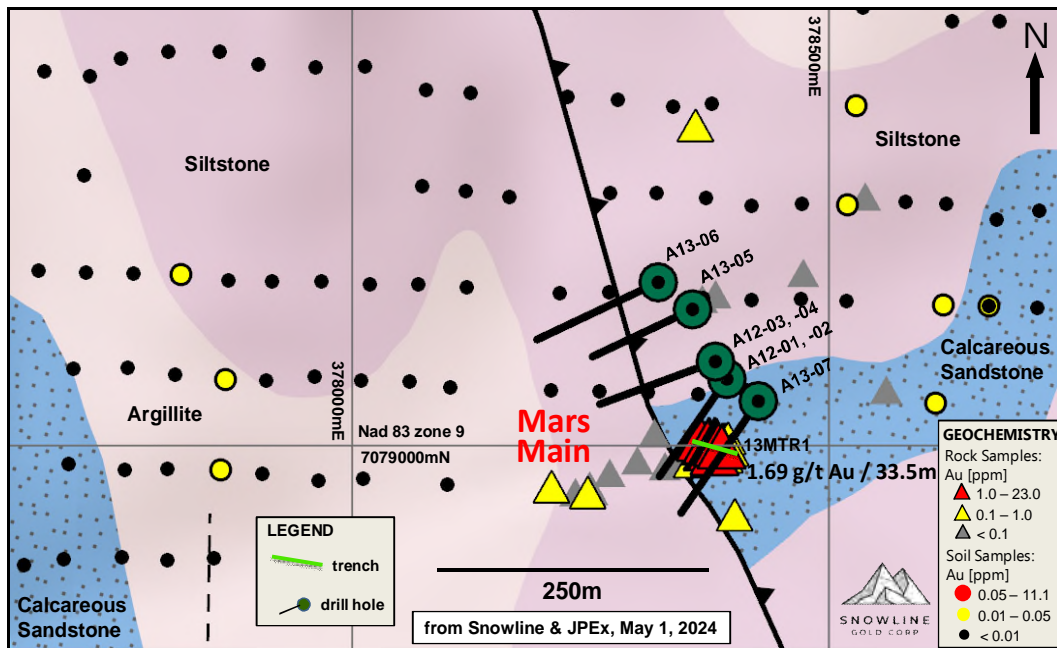 378500mE
N
Siltstone
Siltstone
A13-06
A13-05
A12-03, -04
A12-01, -02
A13-07
Calcareous
Sandstone
378000mE
Argillite
Mars
Main
Nad 83 zone 9
7079000mN
13MTR1
1.69 g/t Au / 33.5m
GEOCHEMISTRY
Rock Samples:
Au [ppm]
1.0 – 23.0
0.1 – 1.0
< 0.1
Soil Samples:
Au [ppm]
0.05 – 11.1
0.01 – 0.05
< 0.01
LEGEND
trench
drill hole
250m
from Snowline & JPEx, May 1, 2024
SNOWLINE
GOLD CORP
Calcareous
Sandstone